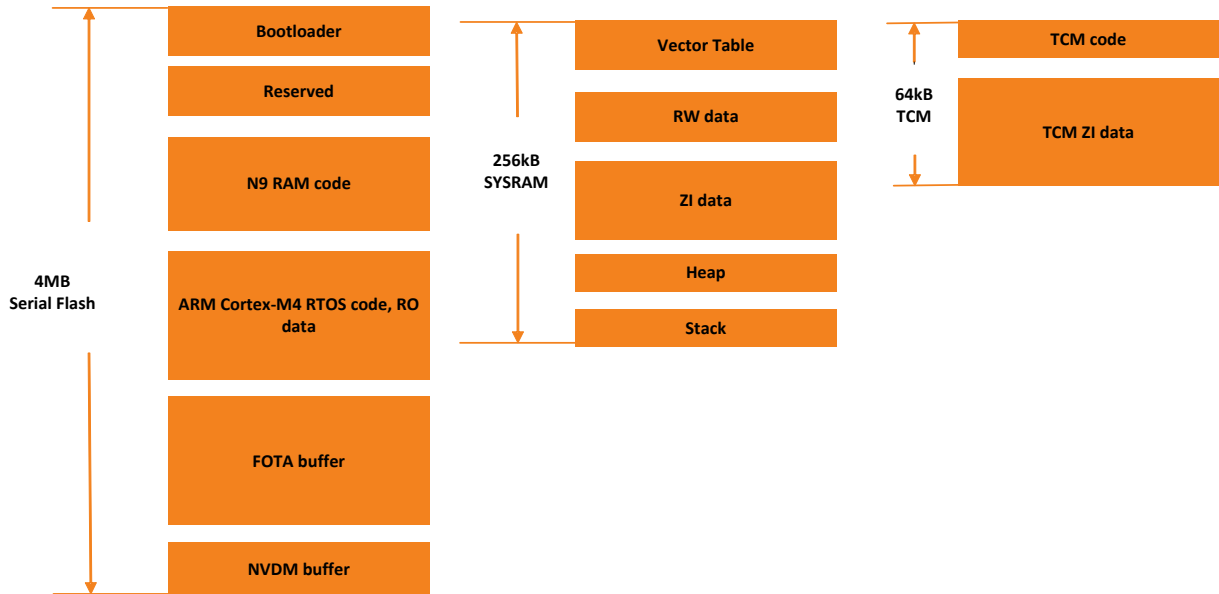 4MB
Serial Flash
Bootloader
Reserved
N9 RAM code
ARM Cortex-M4 RTOS code, RO
data
FOTA buffer
NVDM buffer
256kB
SYSRAM
Vector Table
RW data
ZI data
Heap
Stack
64kB
TCM
TCM code
TCM ZI data